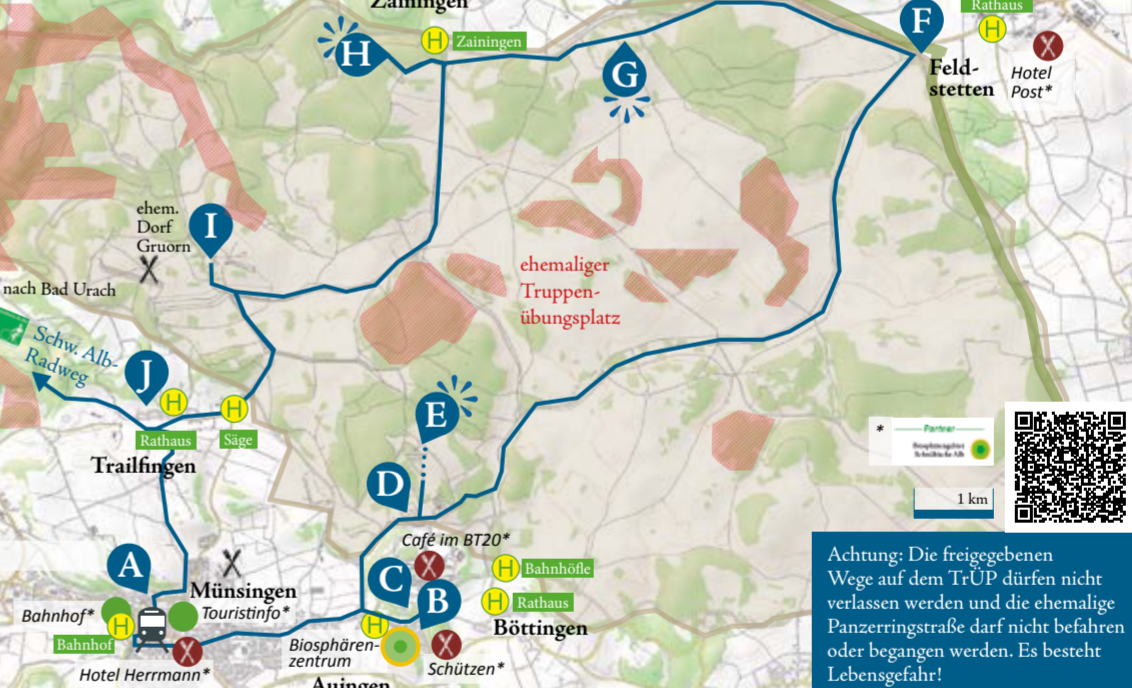 Zainingen
Rathaus
H
F
H
H
Zainingen
G
Feld-
stetten
Hotel
Post*
ehem.
Dorf
Gruorn
I
nach Bad Urach
ehemaliger
Truppen-
übungsplatz
Schw. Alb-
Radweg
J
H
H
Rathaus
Säge
Trailfingen
E
D
*
Partner
Biosphärengebiet
Schwäbische Alb
1 km
Café im BT20*
A
C
B
H
Bahnhöfle
H
Rathaus
Böttingen
Münsingen
Bahnhof*
Touristinfo*
H
Bahnhof
H
Hotel Herrmann*
Biosphären-
zentrum
Schützen*
Auingen
Achtung: Die freigegebenen
Wege auf dem TrÜP dürfen nicht
verlassen werden und die ehemalige
Panzerringstraße darf nicht befahren
oder begangen werden. Es besteht
Lebensgefahr!